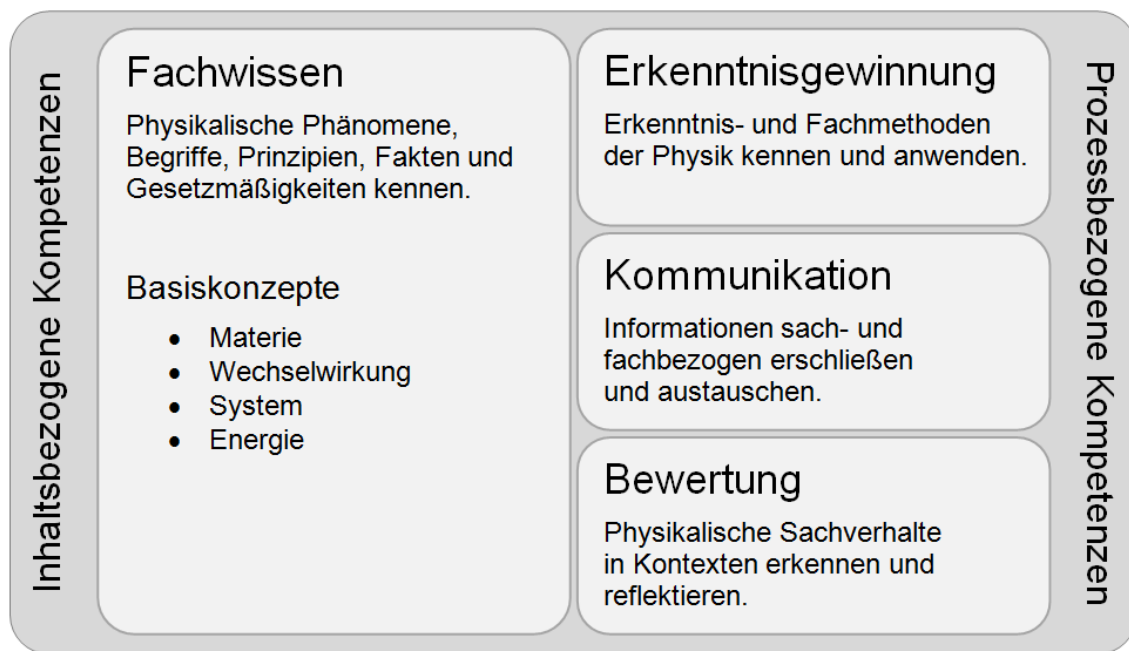 Inhaltsbezogene Kompetenzen
Fachwissen
Physikalische Phänomene,
Begriffe, Prinzipien, Fakten und
Gesetzmäßigkeiten kennen.
Basiskonzepte
• Materie
• Wechselwirkung
• System
• Energie
Erkenntnisgewinnung
Erkenntnis- und Fachmethoden
der Physik kennen und anwenden.
Kommunikation
Informationen sach- und
fachbezogen erschließen
und austauschen.
Bewertung
Physikalische Sachverhalte
in Kontexten erkennen und
reflektieren.
Prozessbezogene Kompetenzen